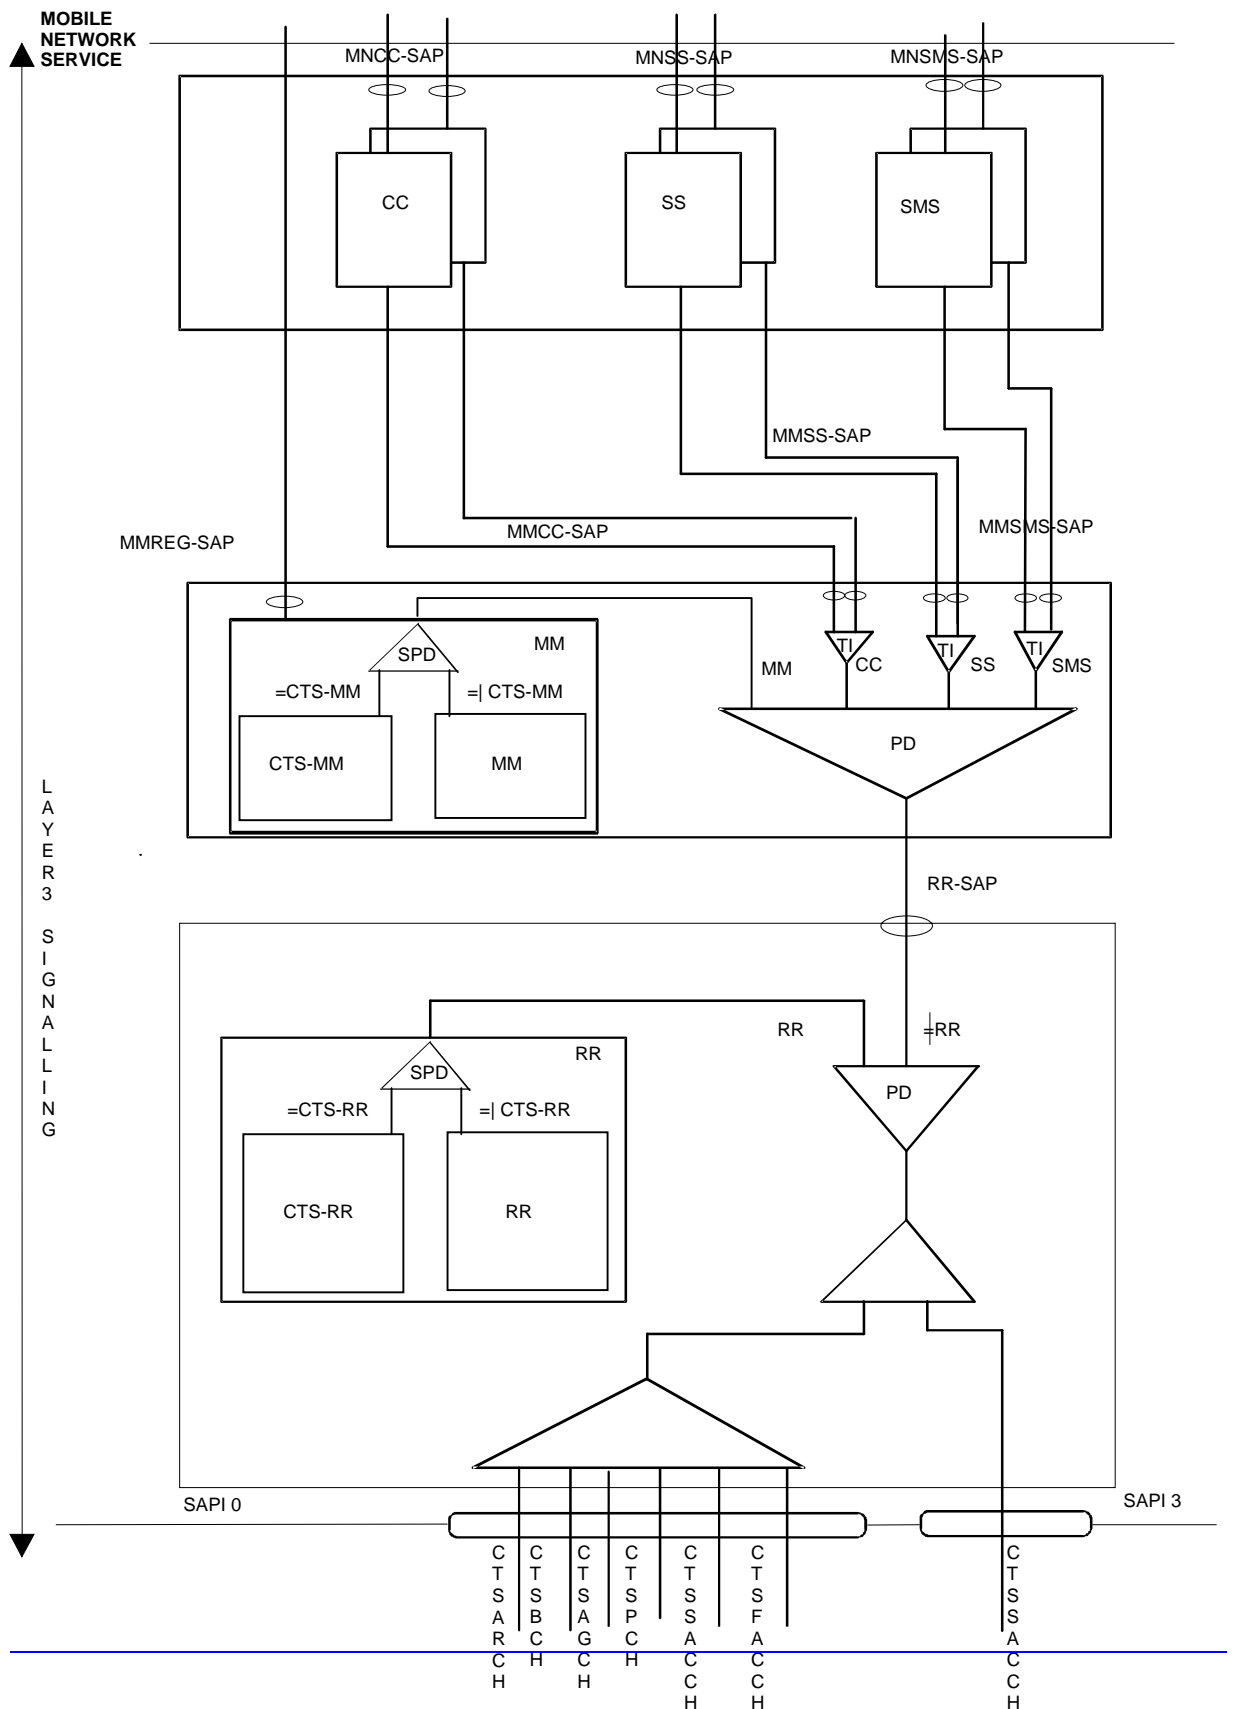 MOBILE
NETWORK
SERVICE
MNCC-SAP
MNSS-SAP
MNSMS-SAP
CC
SS
SMS
MMSS-SAP
MMREG-SAP
MMCC-SAP
MMSMS-SAP
SPD
MM
=CTS-MM
=| CTS-MM
CTS-MM
MM
MM
TI
CC
TI
SS
TI
SMS
PD
LAYER3 SIGNALLING
RR-SAP
RR
=RR
SPD
RR
=CTS-RR
=| CTS-RR
PD
CTS-RR
RR
SAPI 0
SAPI 3
CTSARCH
CTSBCH
CTSAGCH
CTSPCH
CTSSACCH
CTSFACCH
CTSSACCH